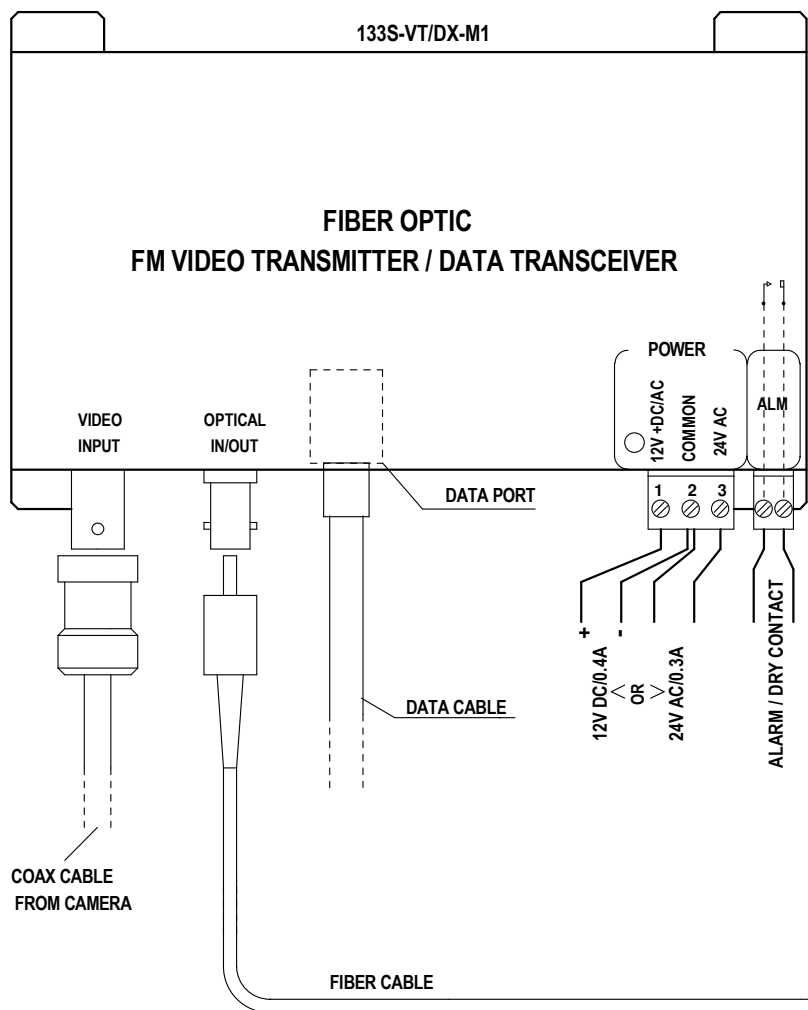 133S-VT/DX-M1
FIBER OPTIC
FM VIDEO TRANSMITTER / DATA TRANSCEIVER
POWER
12V +DC/AC
COMMON
24V AC
ALM
VIDEO
INPUT
OPTICAL
IN/OUT
DATA PORT
1 2 3
+ -
12V DC/0.4A
< OR >
24V AC/0.3A
ALARM / DRY CONTACT
DATA CABLE
COAX CABLE
FROM CAMERA
FIBER CABLE